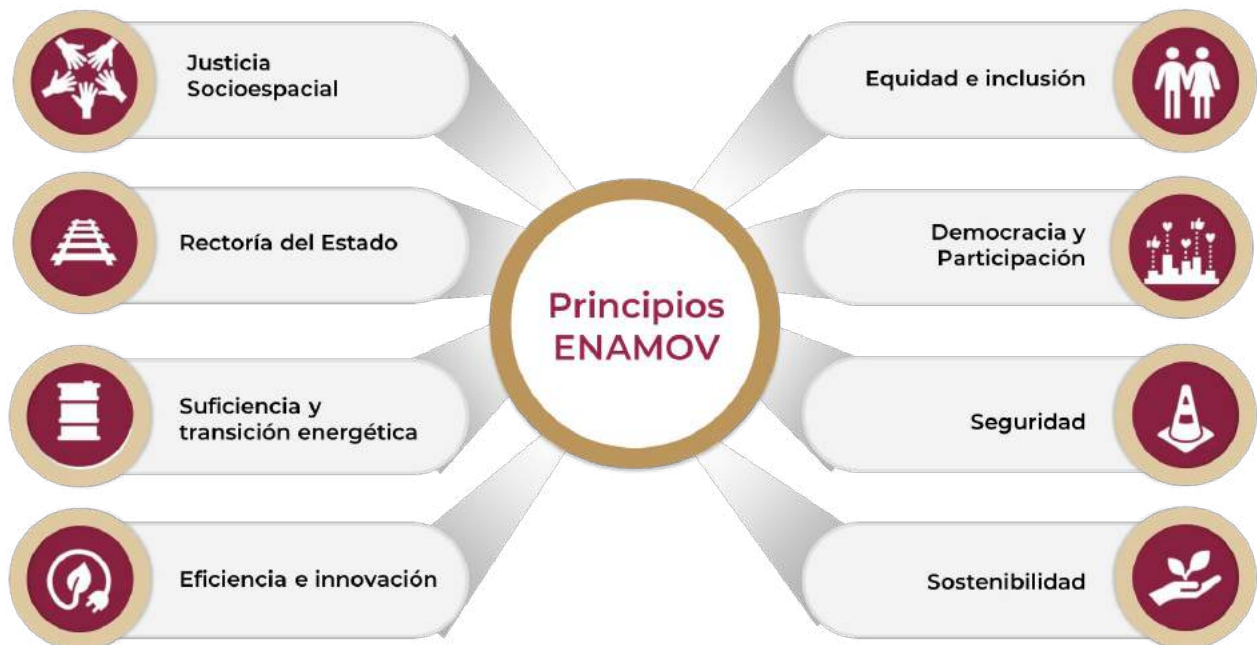 Justicia
Socioespacial
Rectoría del Estado
Suficiencia y
transición energética
Eficiencia e innovación
Principios
ENAMOV
Equidad e inclusión
Democracia y
Participación
Seguridad
Sostenibilidad